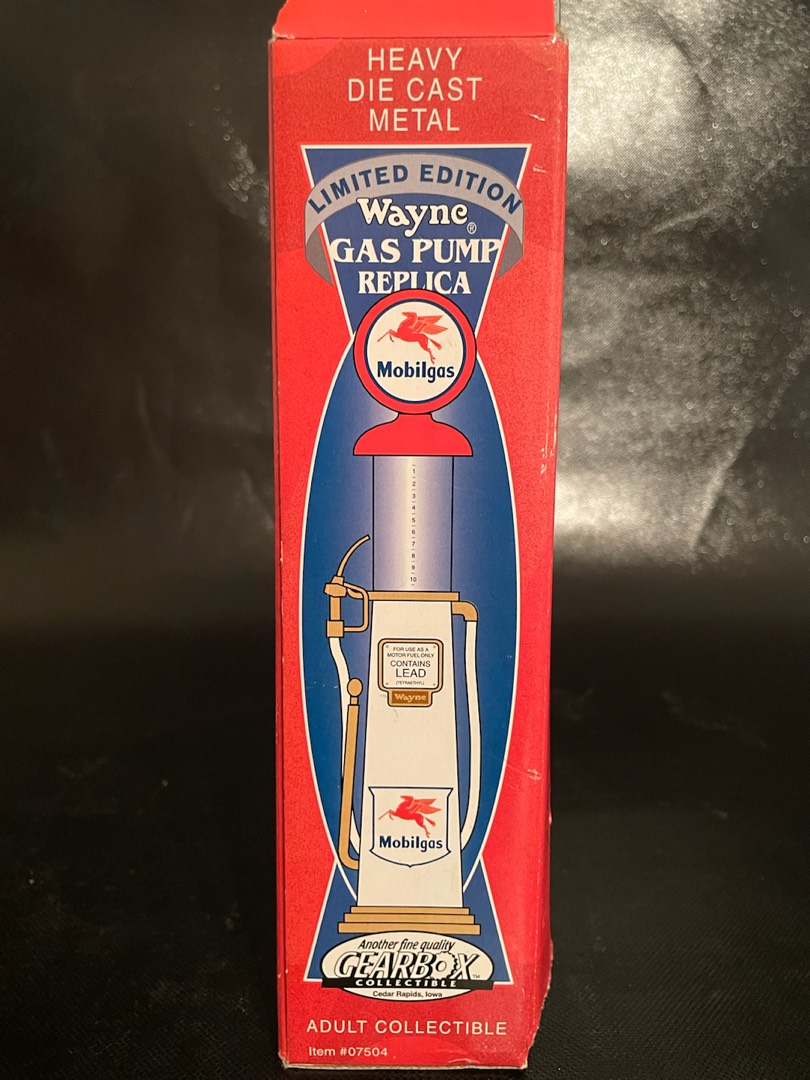 HEAVY
DIE CAST
METAL
LIMITED EDITION
Wayne®
GAS PUMP
REPLICA
Mobilgas
1
2
3
4
5
6
7
8
9
10
FOR USE AS A
MOTOR FUEL ONLY
CONTAINS
LEAD
(TETRAETHYL)
Wayne
Mobilgas
Another fine quality
GEARBOX™
COLLECTIBLE
Cedar Rapids, Iowa
ADULT COLLECTIBLE
Item #07504